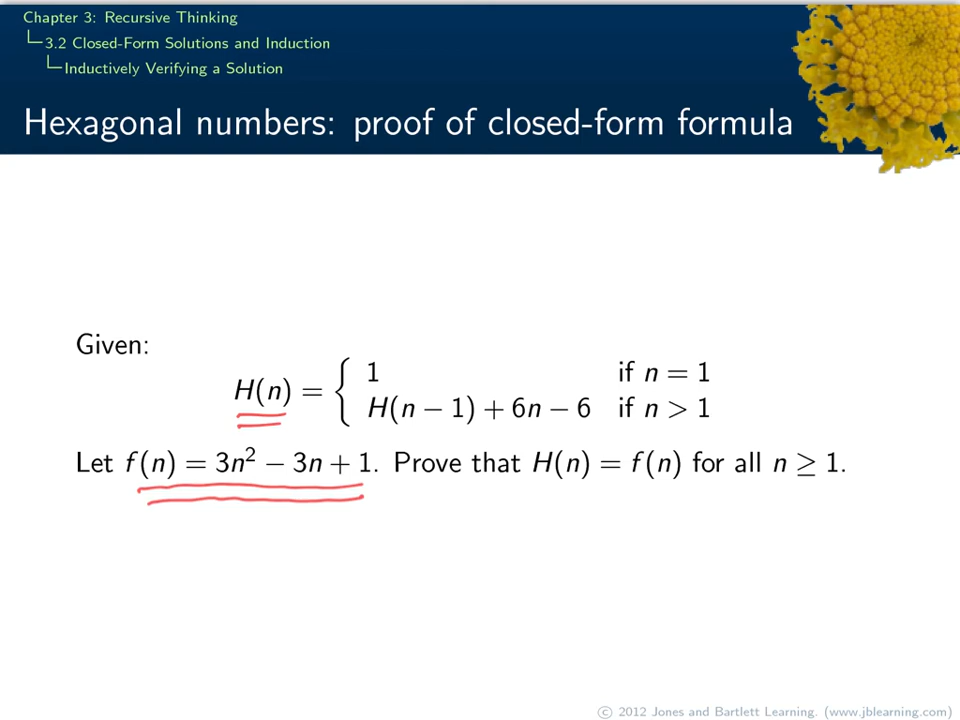 Chapter 3: Recursive Thinking
3.2 Closed-Form Solutions and Induction
Inductively Verifying a Solution
Hexagonal numbers: proof of closed-form formula
Given:
H(n) = { 1 if n = 1
H(n − 1) + 6n − 6 if n > 1
Let f(n) = 3n² − 3n + 1. Prove that H(n) = f(n) for all n ≥ 1.
© 2012 Jones and Bartlett Learning. (www.jblearning.com)